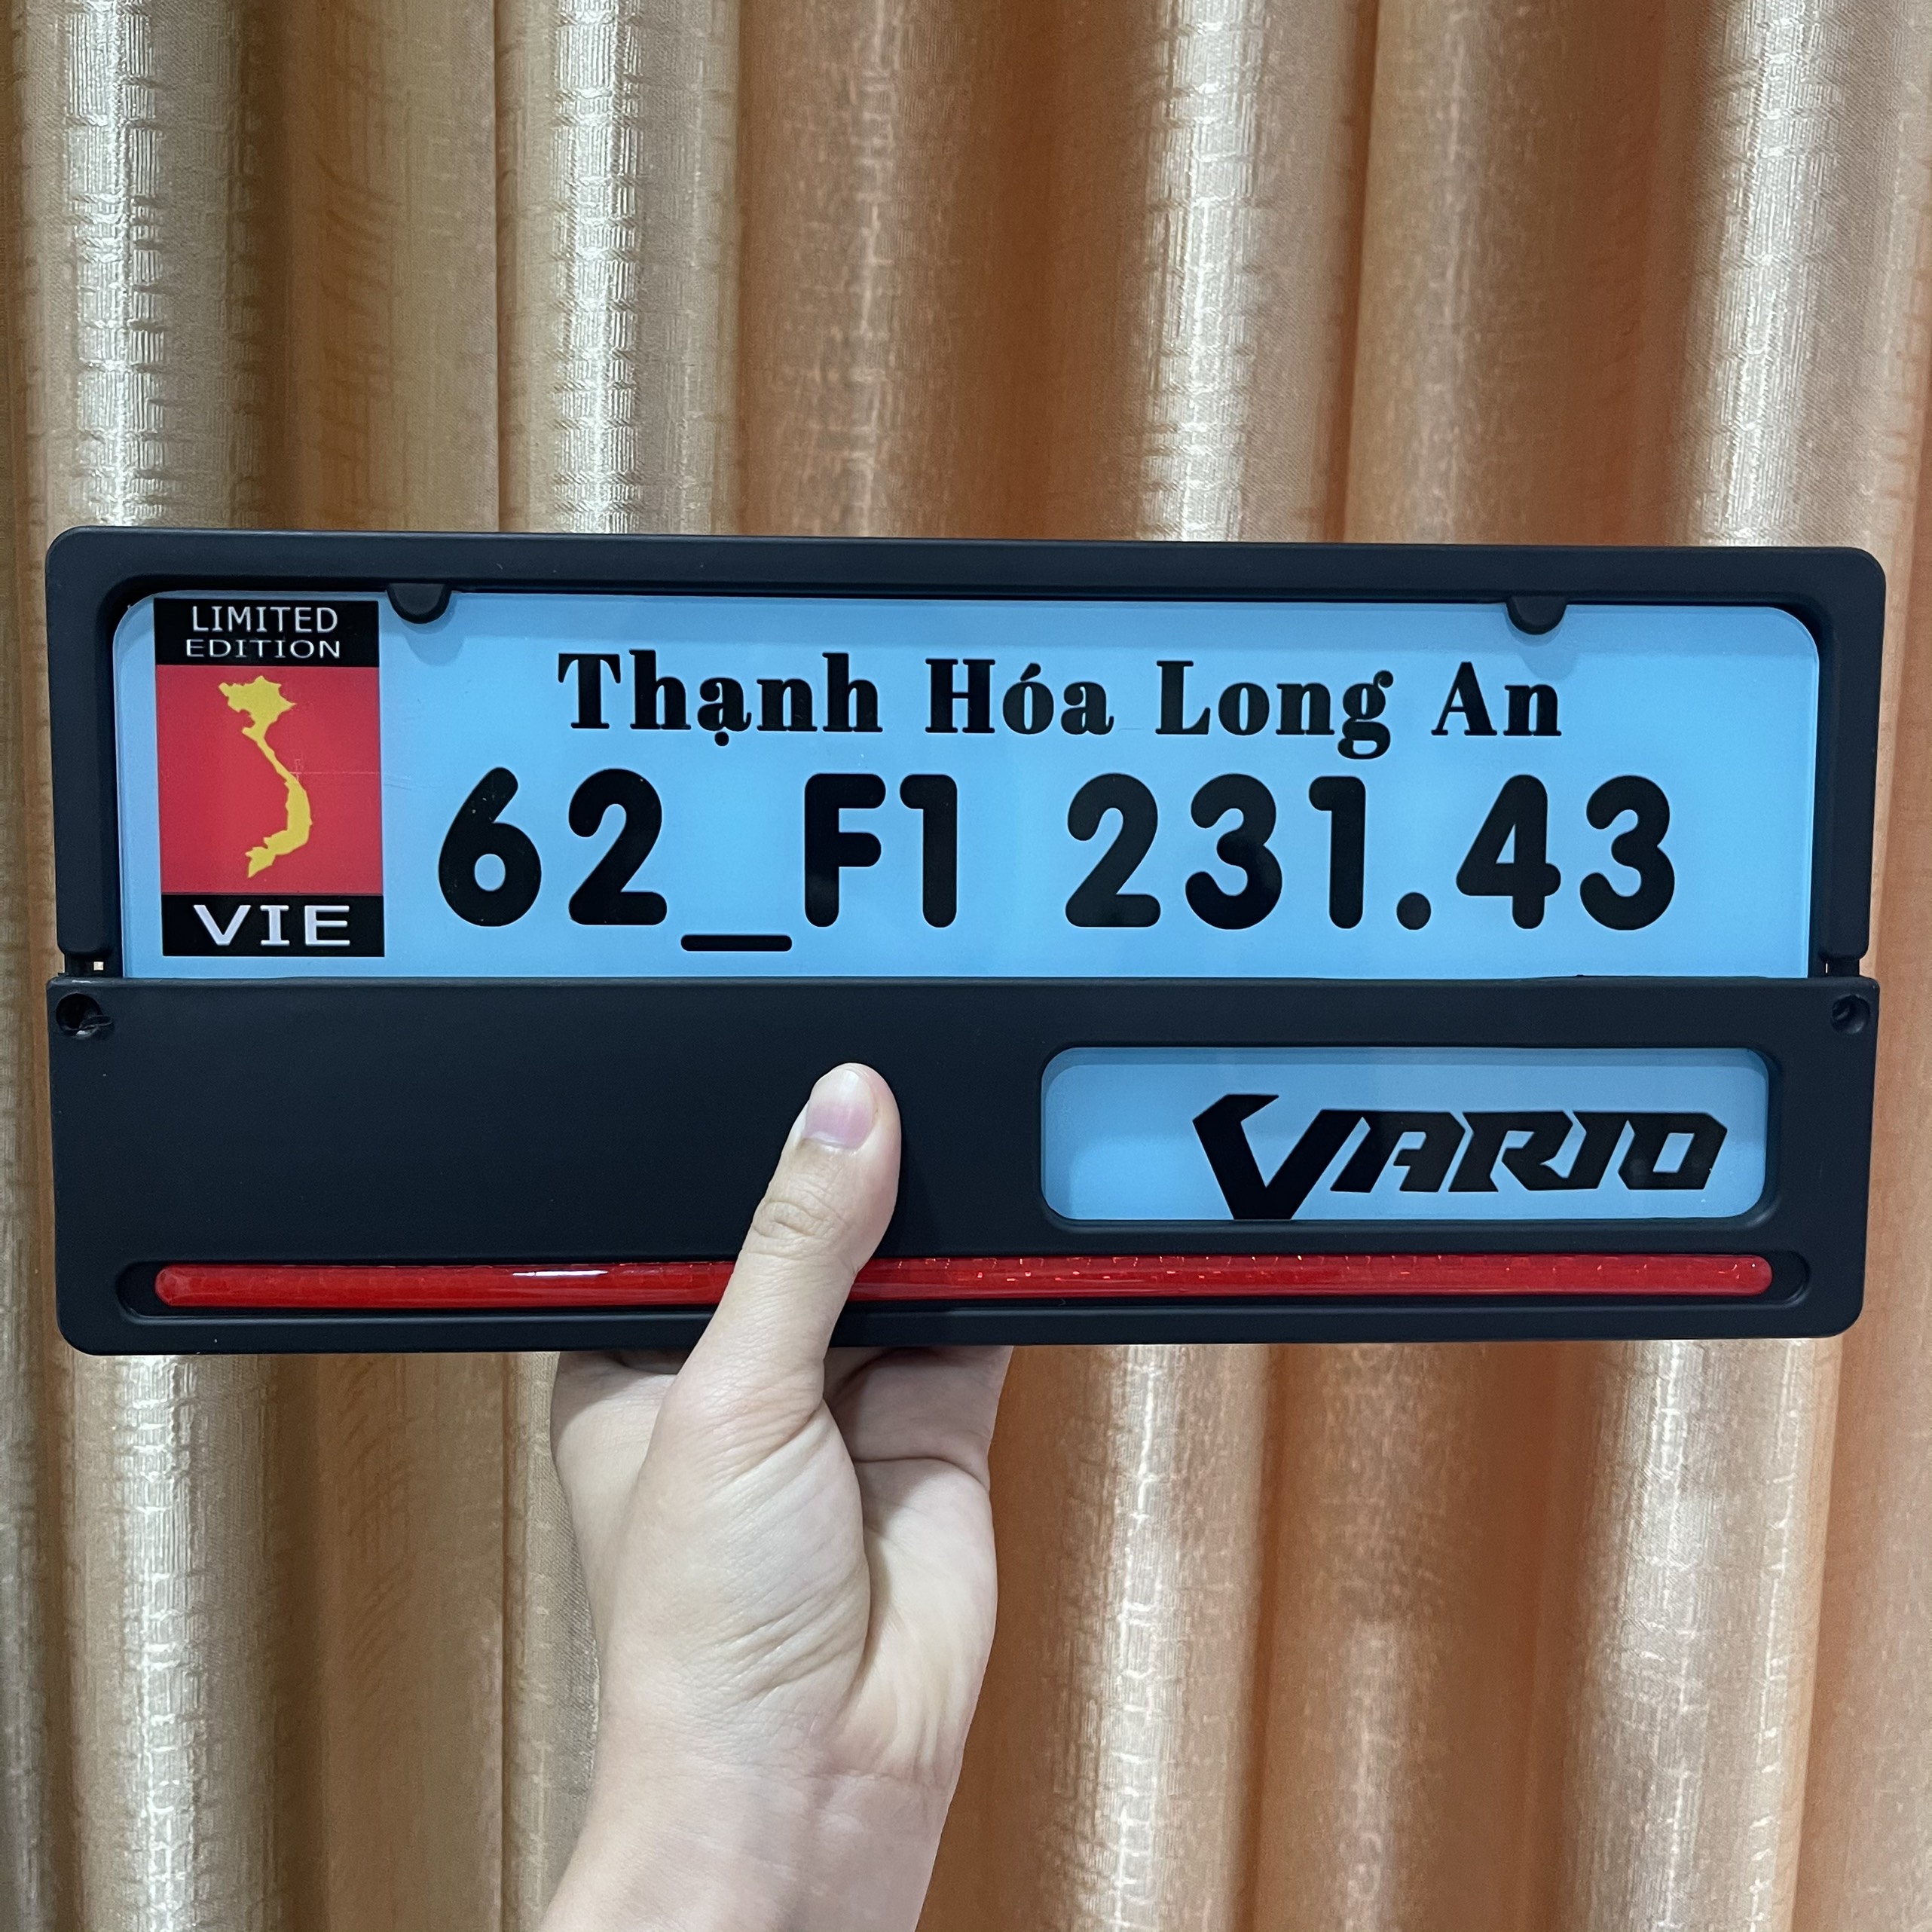 LIMITED
EDITION
VIE
Thạnh Hóa Long An
62_F1 231.43
VARIO